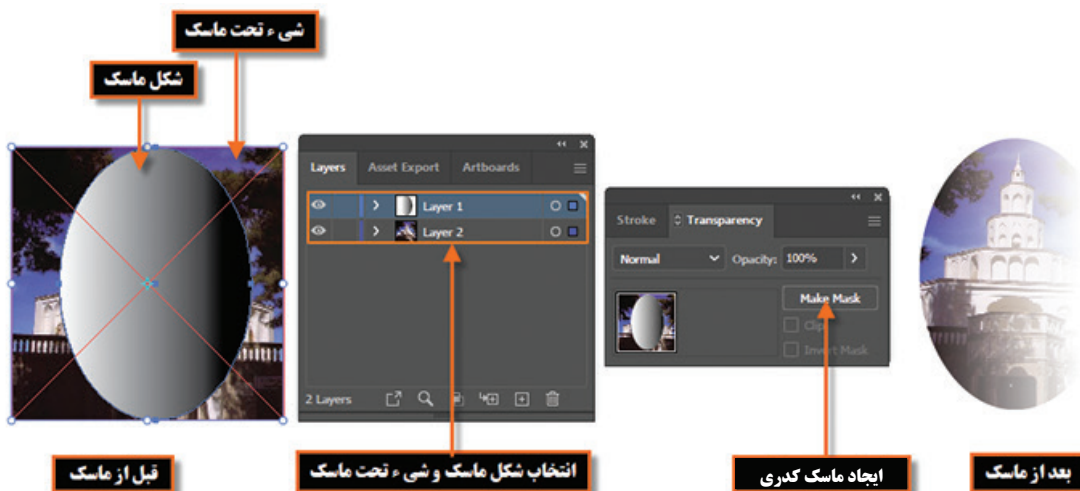 شی ء تحت ماسک
شکل ماسک
Layers Asset Export Artboards
Layer 1
Layer 2
2 Layers
Stroke Transparency
Normal Opacity: 100%
Make Mask
Clip
Invert Mask
قبل از ماسک
انتخاب شکل ماسک و شی ء تحت ماسک
ایجاد ماسک کدری
بعد از ماسک